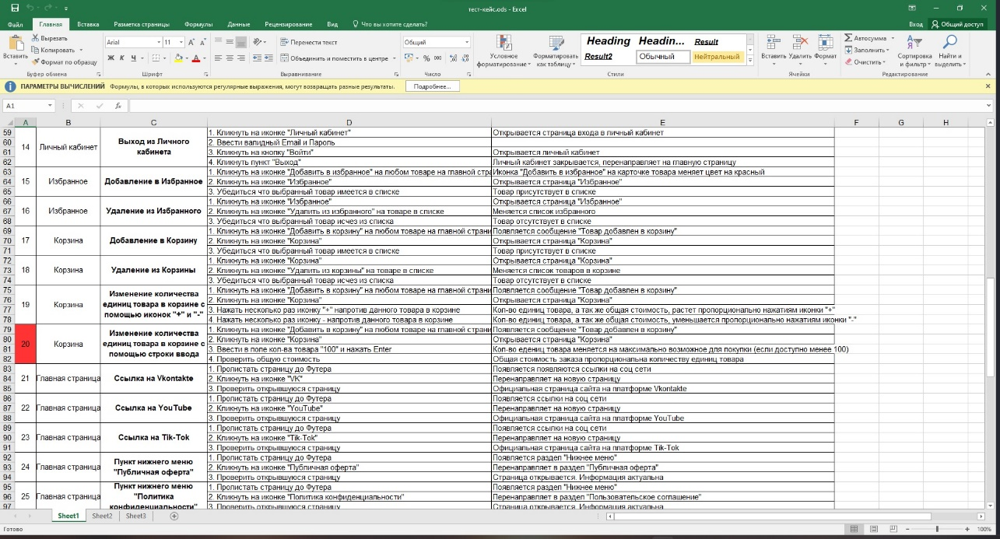 тест-кейс.ods - Excel
Файл Главная Вставка Разметка страницы Формулы Данные Рецензирование Вид Что вы хотите сделать? Вход Общий доступ
Вставить
Вырезать
Копировать
Формат по образцу
Буфер обмена
Arial 11
Ж К Ч
Шрифт
Перенести текст
Объединить и поместить в центре
Выравнивание
Общий
% 000
Число
Условное форматирование
Форматировать как таблицу
Heading Headin... Result
Result2 Обычный Нейтральный
Стили
Вставить Удалить Формат
Ячейки
Автосумма
Заполнить
Очистить
Сортировка и фильтр
Найти и выделить
Редактирование
ПАРАМЕТРЫ ВЫЧИСЛЕНИЙ Формулы, в которых используются регулярные выражения, могут возвращать разные результаты. Подробнее...
A1 fx
A B C D E F G H
59 1. Кликнуть на иконке "Личный кабинет" Открывается страница входа в личный кабинет
60 14 Личный кабинет Выход из Личного кабинета 2. Ввести валидный Email и Пароль
61 3. Кликнуть на кнопку "Войти" Открывается личный кабинет
62 4. Кликнуть пункт "Выход" Личный кабинет закрывается, перенаправляет на главную страницу
63 1. Кликнуть на иконке "Добавить в избранное" на любом товаре на главной стра Иконка "Добавить в избранное" на карточке товара меняет цвет на красный
64 15 Избранное Добавление в Избранное 2. Кликнуть на иконке "Избранное" Открывается страница "Избранное"
65 3. Убедиться что выбранный товар имеется в списке Товар присутствует в списке
66 1. Кликнуть на иконке "Избранное" Открывается страница "Избранное"
67 16 Избранное Удаление из Избранного 2. Кликнуть на иконке "Удалить из избранного" на товаре в списке Меняется список избранного
68 3. Убедиться что выбранный товар исчез из списка Товар отсутствует в списке
69 1. Кликнуть на иконке "Добавить в корзину" на любом товаре на главной страни Появляется сообщение "Товар добавлен в корзину"
70 17 Корзина Добавление в Корзину 2. Кликнуть на иконке "Корзина" Открывается страница "Корзина"
71 3. Убедиться что выбранный товар имеется в списке Товар присутствует в списке
72 1. Кликнуть на иконке "Корзина" Открывается страница "Корзина"
73 18 Корзина Удаление из Корзины 2. Кликнуть на иконке "Удалить из корзины" на товаре в списке Меняется список товаров в корзине
74 3. Убедиться что выбранный товар исчез из списка Товар отсутствует в списке
75 1. Кликнуть на иконке "Добавить в корзину" на любом товаре на главной страни Появляется сообщение "Товар добавлен в корзину"
76 19 Корзина Изменение количества единиц товара в корзине с помощью иконок "+" и "-" 2. Кликнуть на иконке "Корзина" Открывается страница "Корзина"
77 3. Нажать несколько раз иконку "+" напротив данного товара в корзине Кол-во единиц товара, а так же общая стоимость, растет пропорционально нажатиям иконки "+"
78 4. Нажать несколько раз иконку - напротив данного товара в корзине Кол-во единиц товара, а так же общая стоимость, уменьшается пропорционально нажатиям иконки "-"
79 1. Кликнуть на иконке "Добавить в корзину" на любом товаре на главной страни Появляется сообщение "Товар добавлен в корзину"
80 20 Корзина Изменение количества единиц товара в корзине с помощью строки ввода 2. Кликнуть на иконке "Корзина" Открывается страница "Корзина"
81 3. Ввести в поле кол-ва товара "100" и нажать Enter Кол-во единиц товара меняется на максимально возможное для покупки (если доступно менее 100)
82 4. Проверить общую стоимость Общая стоимость заказа пропорциональна количеству единиц товара
83 1. Пролистать страницу до Футера Появляется появляются ссылки на соц сети
84 21 Главная страница Ссылка на Vkontakte 2. Кликнуть на иконке "VK" Перенаправляет на новую страницу
85 3. Проверить открывшуюся страницу Официальная страница сайта на платформе Vkontakte
86 1. Пролистать страницу до Футера Появляется ссылки на соц сети
87 22 Главная страница Ссылка на YouTube 2. Кликнуть на иконке "YouTube" Перенаправляет на новую страницу
88 3. Проверить открывшуюся страницу Официальная страница сайта на платформе YouTube
89 1. Пролистать страницу до Футера Появляется ссылки на соц сети
90 23 Главная страница Ссылка на Tik-Tok 2. Кликнуть на иконке "Tik-Tok" Перенаправляет на новую страницу
91 3. Проверить открывшуюся страницу Официальная страница сайта на платформе Tik-Tok
92 1. Пролистать страницу до Футера Появляется раздел "Нижнее меню"
93 24 Главная страница Пункт нижнего меню "Публичная оферта" 2. Кликнуть на иконке "Публичная оферта" Перенаправляет в раздел "Публичная оферта"
94 3. Проверить открывшуюся страницу Страница открывается. Информация актуальна
95 1. Пролистать страницу до Футера Появляется раздел "Нижнее меню"
96 25 Главная страница Пункт нижнего меню "Политика конфиденциальности" 2. Кликнуть на иконке "Политика конфиденциальности" Перенаправляет в раздел "Пользовательское соглашение"
97 3. Проверить открывшуюся страницу Страница открывается. Информация актуальна
Sheet1 Sheet2 Sheet3
Готово 100%